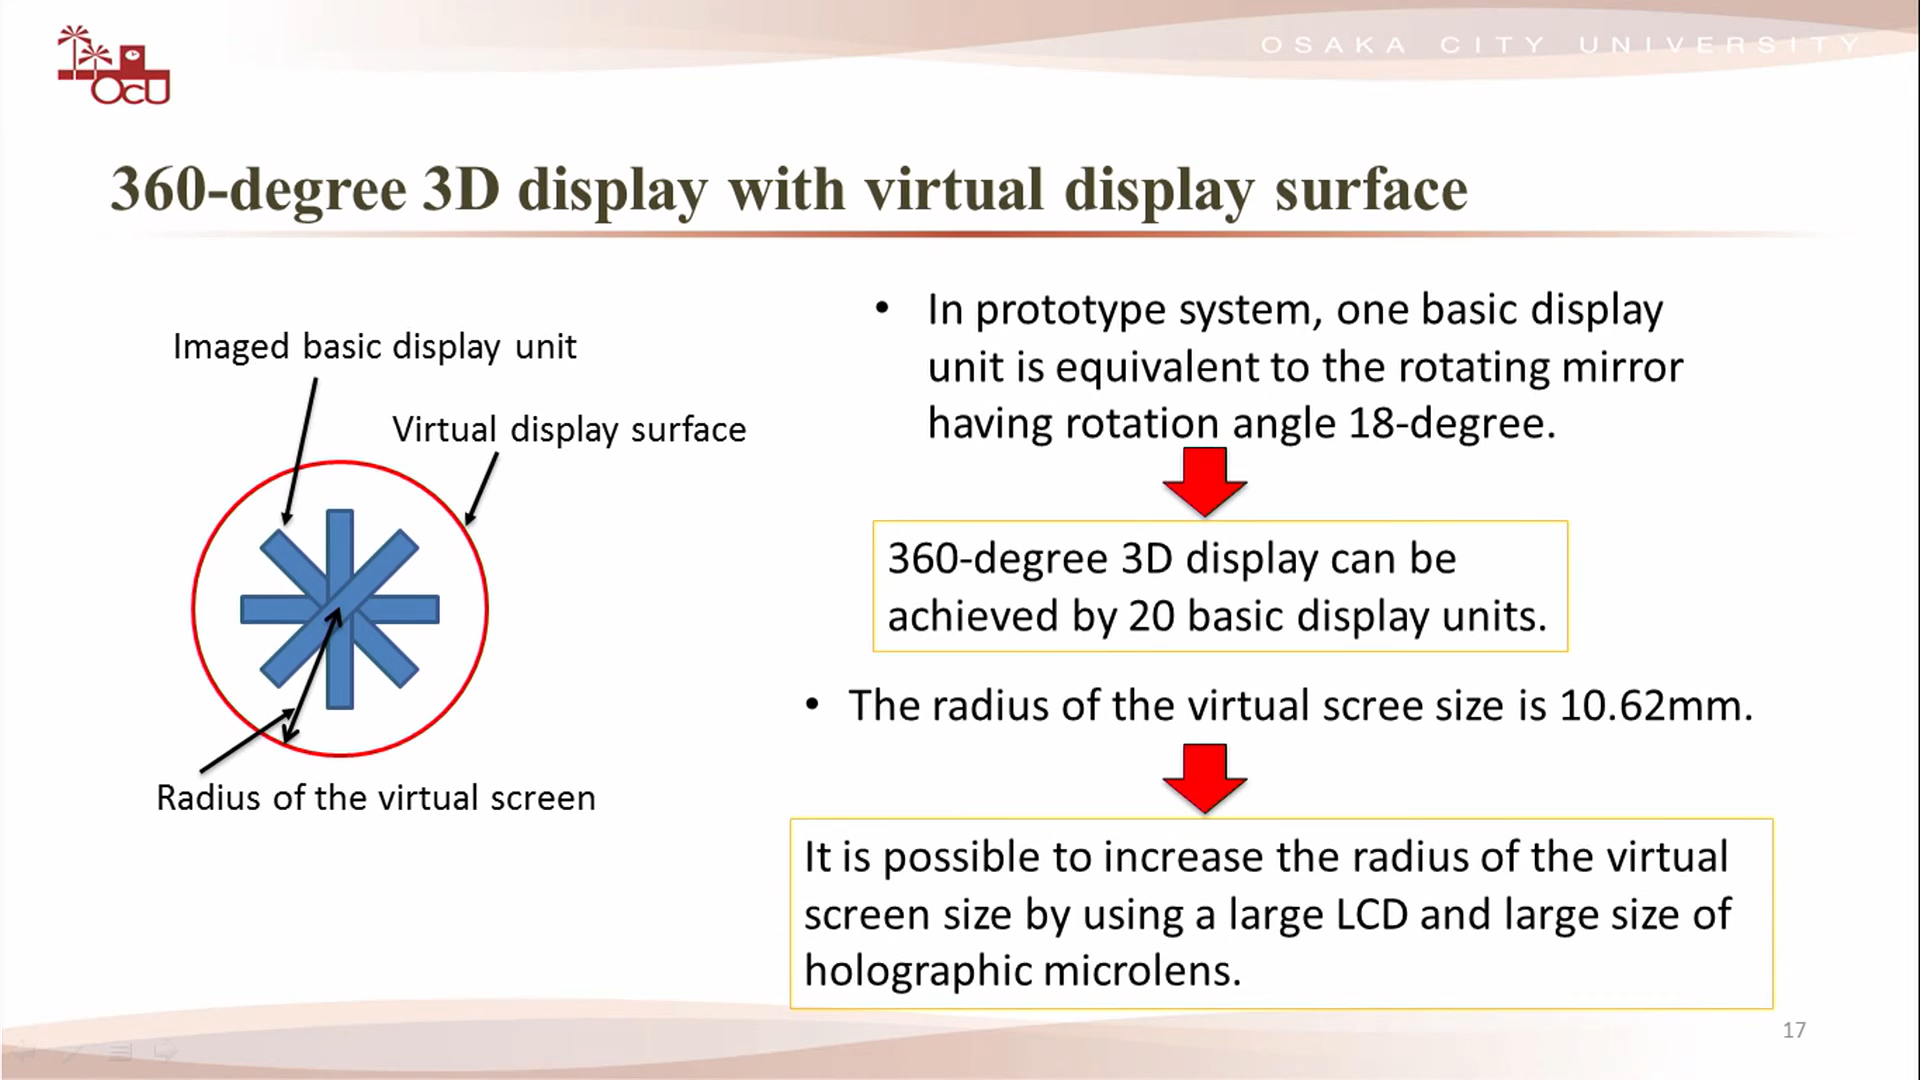 OSAKA CITY UNIVERSITY
OCU
360-degree 3D display with virtual display surface
Imaged basic display unit
Virtual display surface
Radius of the virtual screen
• In prototype system, one basic display
unit is equivalent to the rotating mirror
having rotation angle 18-degree.
360-degree 3D display can be
achieved by 20 basic display units.
• The radius of the virtual scree size is 10.62mm.
It is possible to increase the radius of the virtual
screen size by using a large LCD and large size of
holographic microlens.
17